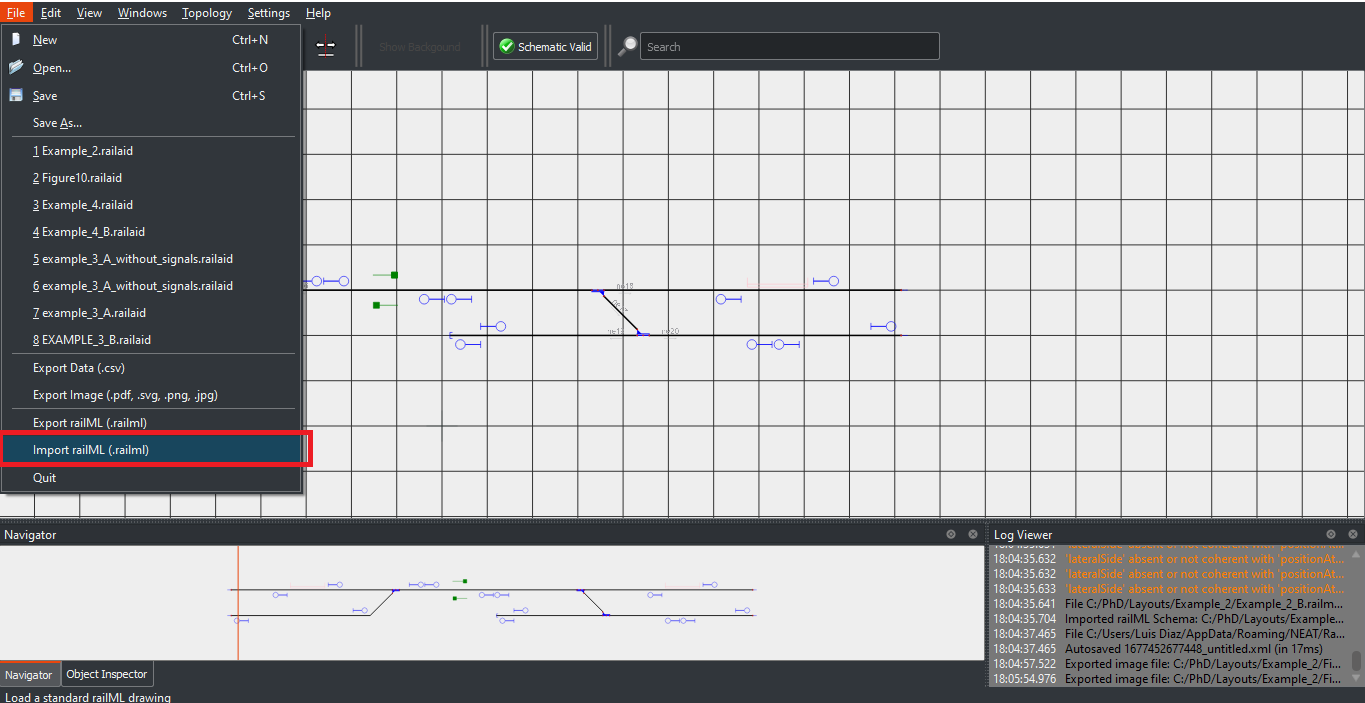 File Edit View Windows Topology Settings Help
New Ctrl+N
Open... Ctrl+O
Save Ctrl+S
Save As...
1 Example_2.railaid
2 Figure10.railaid
3 Example_4.railaid
4 Example_4_B.railaid
5 example_3_A_without_signals.railaid
6 example_3_A_without_signals.railaid
7 example_3_A.railaid
8 EXAMPLE_3_B.railaid
Export Data (.csv)
Export Image (.pdf, .svg, .png, .jpg)
Export railML (.railml)
Import railML (.railml)
Quit
Show Background
Schematic Valid
Search
ne18
ne20
Navigator
Log Viewer
18:04:35.632 'lateralSide' absent or not coherent with 'positionAt...
18:04:35.632 'lateralSide' absent or not coherent with 'positionAt...
18:04:35.633 'lateralSide' absent or not coherent with 'positionAt...
18:04:35.641 File C:/PhD/Layouts/Example_2/Example_2_B.railm...
18:04:35.704 Imported railML Schema: C:/PhD/Layouts/Example...
18:04:37.465 File C:/Users/Luis Diaz/AppData/Roaming/NEAT/Ra...
18:04:37.465 Autosaved 1677452677448_untitled.xml (in 17ms)
18:04:57.522 Exported image file: C:/PhD/Layouts/Example_2/Fi...
18:05:54.976 Exported image file: C:/PhD/Layouts/Example_2/Fi...
Navigator Object Inspector
Load a standard railML drawing